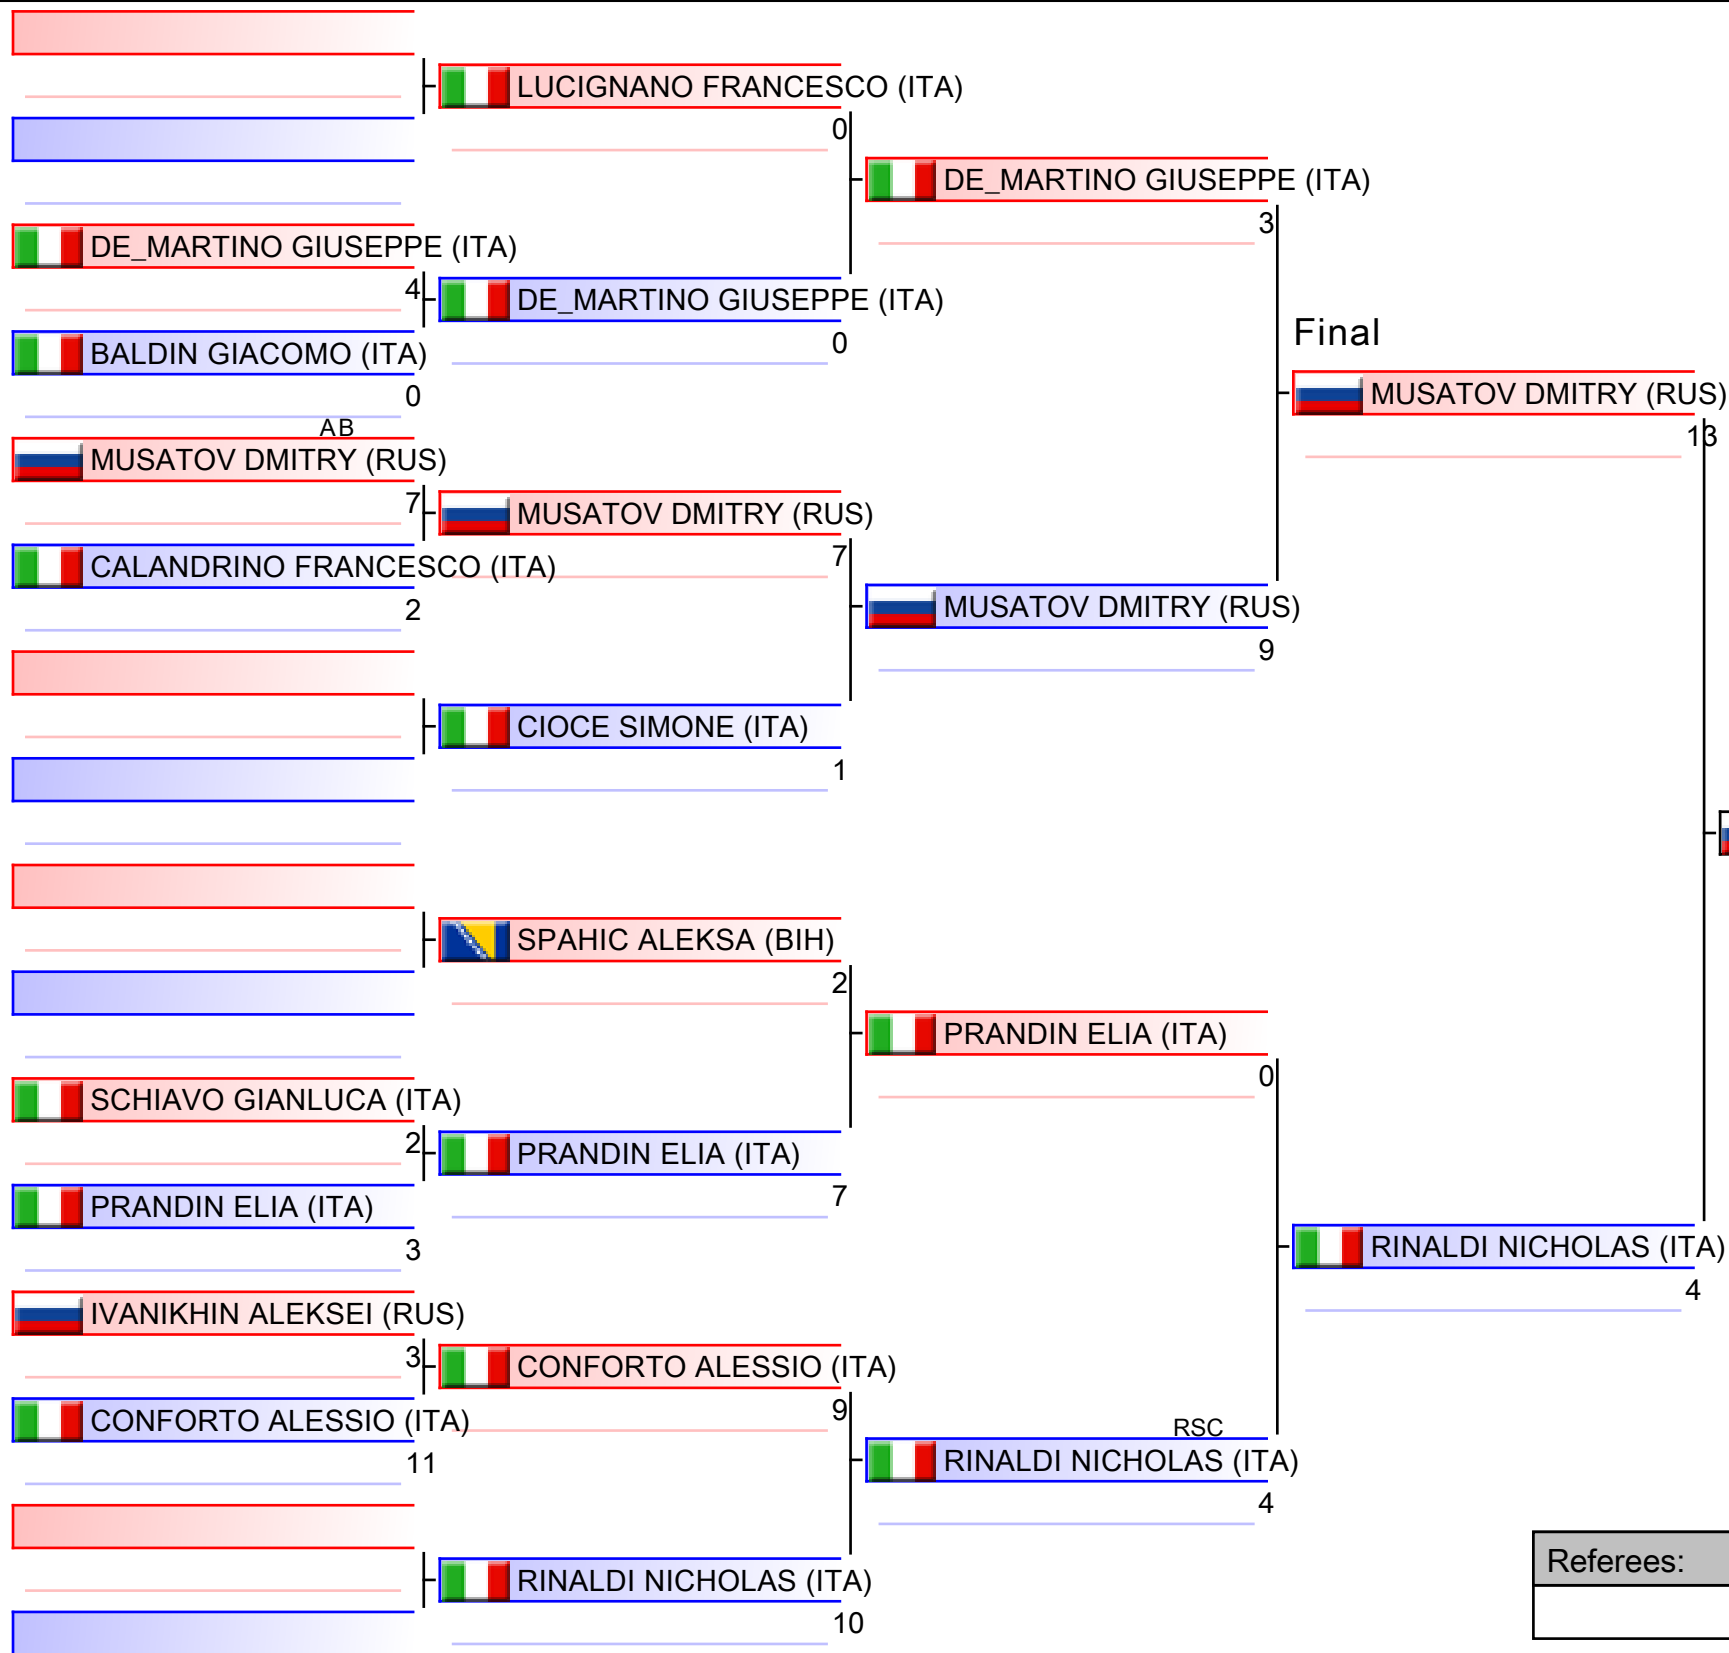 LUCIGNANO FRANCESCO (ITA)
0
DE_MARTINO GIUSEPPE (ITA)
3
DE_MARTINO GIUSEPPE (ITA)
4
DE_MARTINO GIUSEPPE (ITA)
0
BALDIN GIACOMO (ITA)
0
Final
MUSATOV DMITRY (RUS)
13
AB
MUSATOV DMITRY (RUS)
7
MUSATOV DMITRY (RUS)
7
CALANDRINO FRANCESCO (ITA)
2
MUSATOV DMITRY (RUS)
9
CIOCE SIMONE (ITA)
1
SPAHIC ALEKSA (BIH)
2
PRANDIN ELIA (ITA)
0
SCHIAVO GIANLUCA (ITA)
2
PRANDIN ELIA (ITA)
7
PRANDIN ELIA (ITA)
3
RINALDI NICHOLAS (ITA)
4
IVANIKHIN ALEKSEI (RUS)
3
CONFORTO ALESSIO (ITA)
9
CONFORTO ALESSIO (ITA)
11
RSC
RINALDI NICHOLAS (ITA)
4
RINALDI NICHOLAS (ITA)
10
Referees: